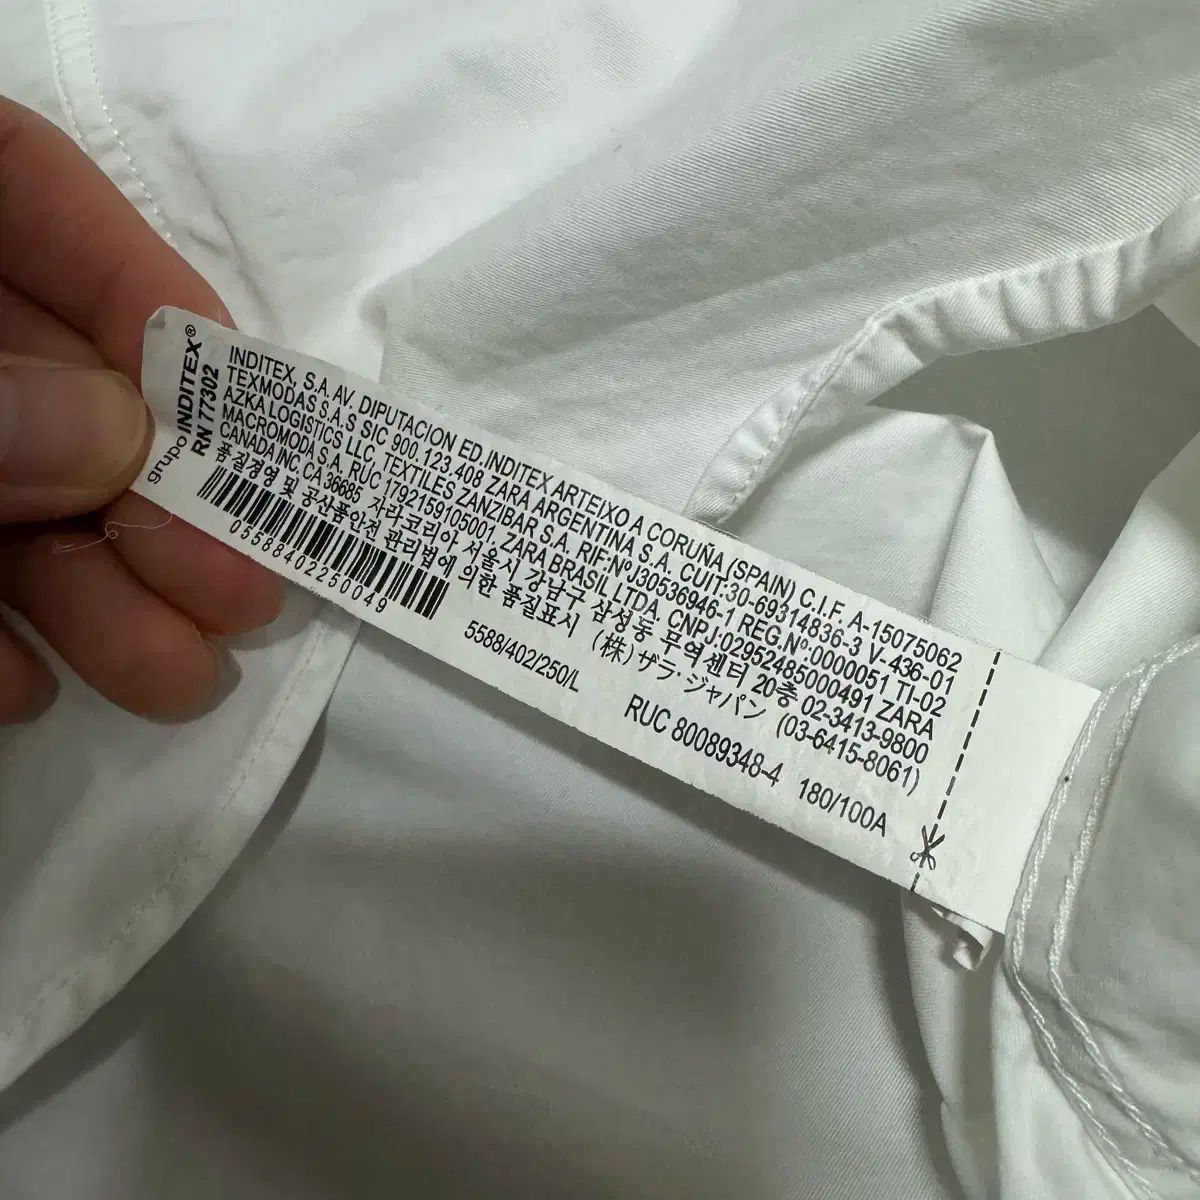 grupo INDITEX®
RN 77302
INDITEX, S.A. AV. DIPUTACION ED. INDITEX ARTEIXO A CORUÑA (SPAIN) C.I.F. A-15075062
TEXMODAS S.A.S SIC 900.123.408 ZARA ARGENTINA S.A. CUIT:30-69314836-3 V-436-01
AZKA LOGISTICS LLC, TEXTILES ZANZIBAR S.A. RIF:NºJ30536946-1 REG.Nº:0000051 TI-02
MACROMODA S.A. RUC 1792159105001, ZARA BRASIL LTDA. CNPJ:02952485000491 ZARA
CANADA INC. CA 36685 자라코리아 서울시 강남구 삼성동 무역센터 20층 02-3413-9800
품질경영 및 공산품안전 관리법에 의한 품질표시 (株)ザラ・ジャパン (03-6415-8061)
RUC 80089348-4 180/100A
05588402250049
5588/402/250/L